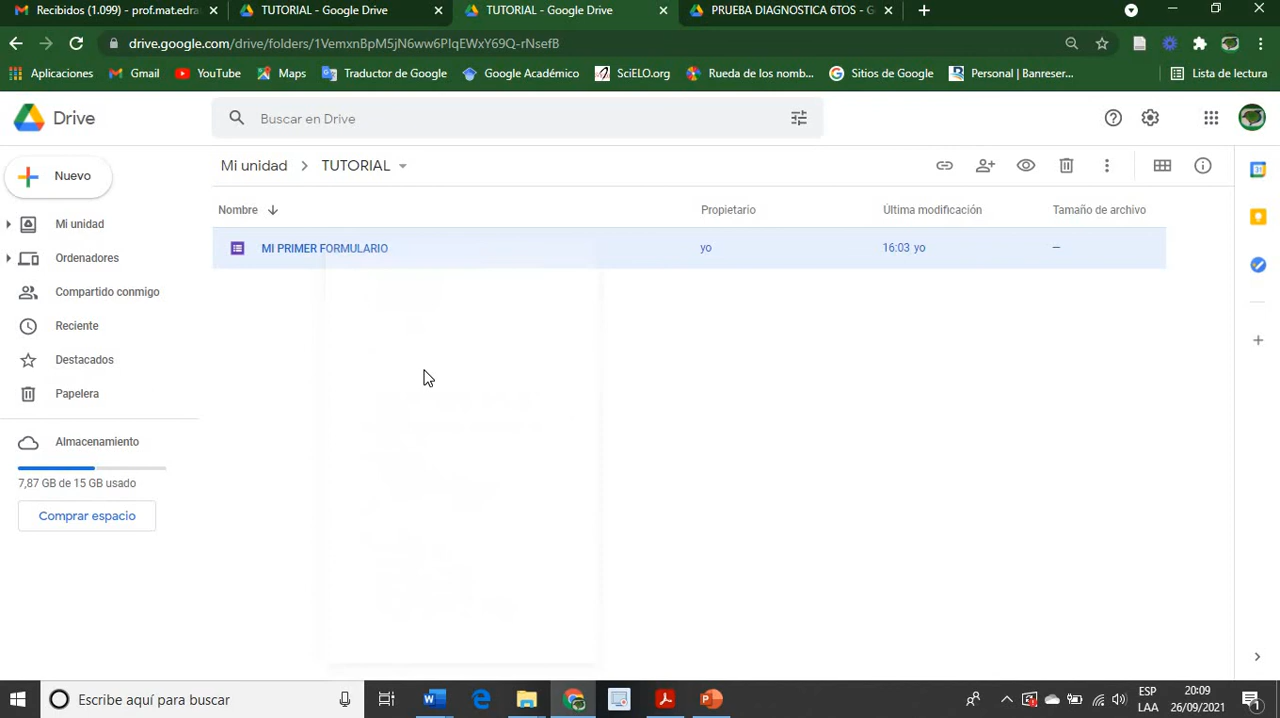 Recibidos (1.099) - prof.mat.edra
TUTORIAL - Google Drive
TUTORIAL - Google Drive
PRUEBA DIAGNOSTICA 6TOS - G
drive.google.com/drive/folders/1VemxnBpM5jN6ww6PIqEWxY69Q-rNsefB
Aplicaciones
Gmail
YouTube
Maps
Traductor de Google
Google Académico
SciELO.org
Rueda de los nomb...
Sitios de Google
Personal | Banreser...
Lista de lectura
Drive
Buscar en Drive
Nuevo
Mi unidad
TUTORIAL
Nombre
Propietario
Última modificación
Tamaño de archivo
Mi unidad
MI PRIMER FORMULARIO
yo
16:03 yo
—
Ordenadores
Compartido conmigo
Reciente
Destacados
Papelera
Almacenamiento
7,87 GB de 15 GB usado
Comprar espacio
Escribe aquí para buscar
ESP
LAA
20:09
26/09/2021
1